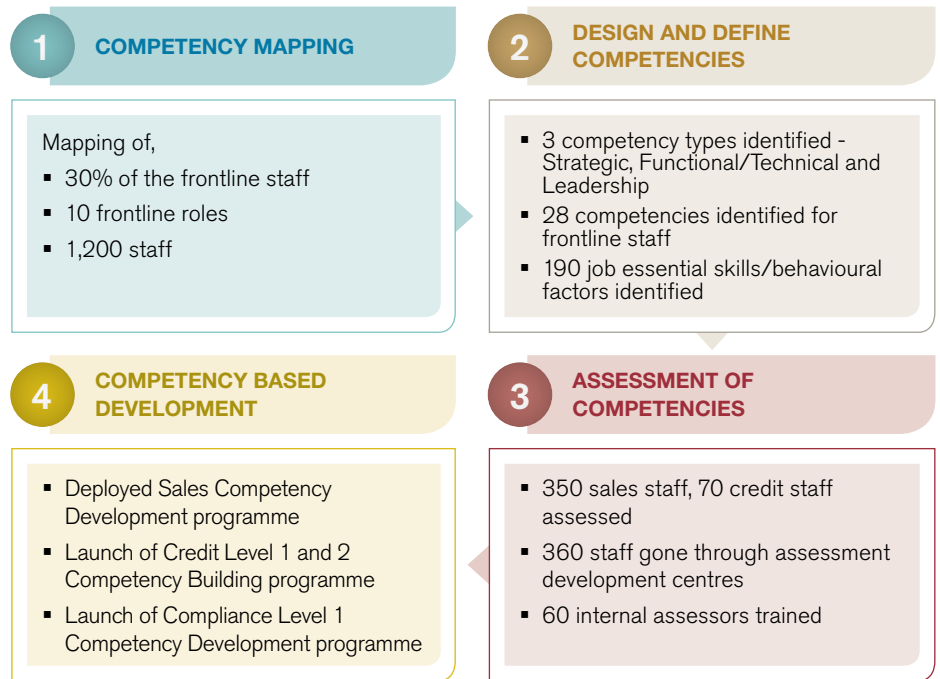 1
COMPETENCY MAPPING
Mapping of,
▪ 30% of the frontline staff
▪ 10 frontline roles
▪ 1,200 staff
2
DESIGN AND DEFINE
COMPETENCIES
▪ 3 competency types identified -
Strategic, Functional/Technical and
Leadership
▪ 28 competencies identified for
frontline staff
▪ 190 job essential skills/behavioural
factors identified
3
ASSESSMENT OF
COMPETENCIES
▪ 350 sales staff, 70 credit staff
assessed
▪ 360 staff gone through assessment
development centres
▪ 60 internal assessors trained
4
COMPETENCY BASED
DEVELOPMENT
▪ Deployed Sales Competency
Development programme
▪ Launch of Credit Level 1 and 2
Competency Building programme
▪ Launch of Compliance Level 1
Competency Development programme